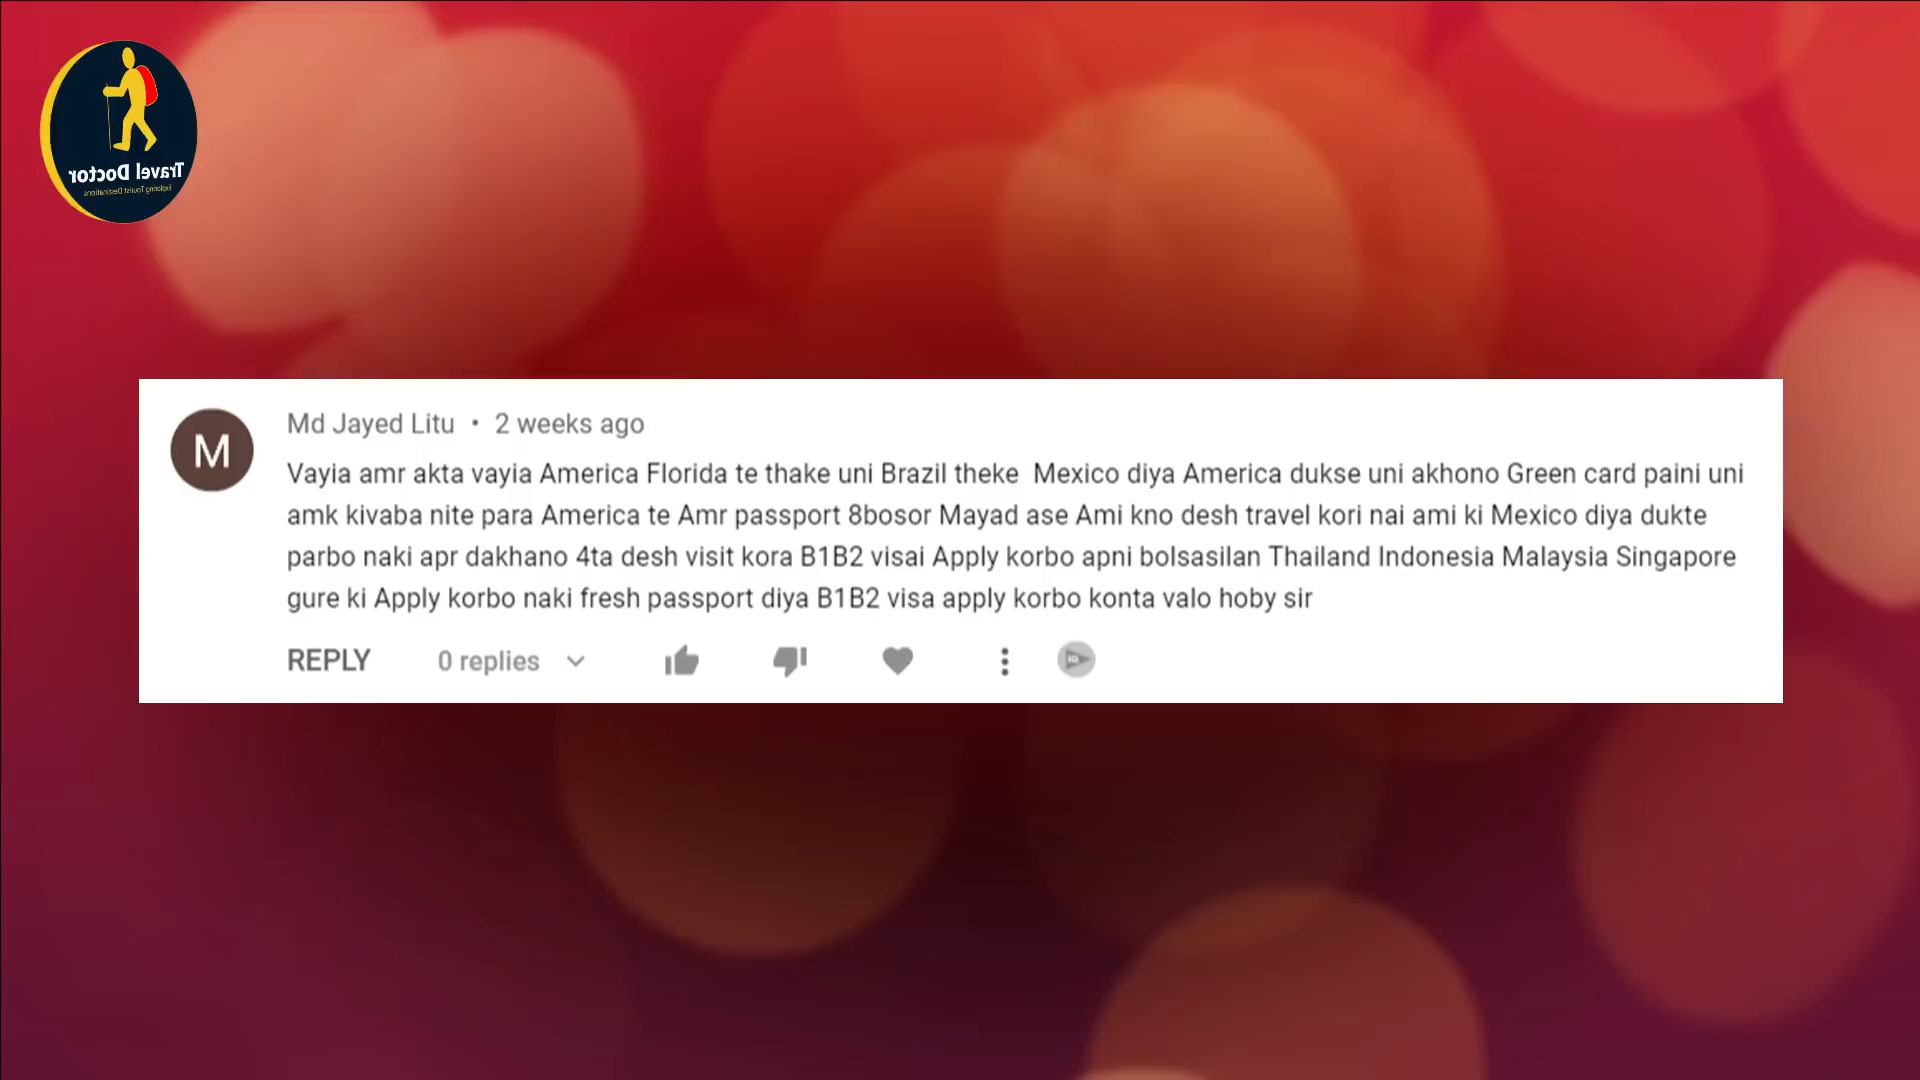 Travel Doctor
Exploring Tourist Destinations
M
Md Jayed Litu • 2 weeks ago
Vayia amr akta vayia America Florida te thake uni Brazil theke Mexico diya America dukse uni akhono Green card paini uni
amk kivaba nite para America te Amr passport 8bosor Mayad ase Ami kno desh travel kori nai ami ki Mexico diya dukte
parbo naki apr dakhano 4ta desh visit kora B1B2 visai Apply korbo apni bolsasilan Thailand Indonesia Malaysia Singapore
gure ki Apply korbo naki fresh passport diya B1B2 visa apply korbo konta valo hoby sir
REPLY 0 replies